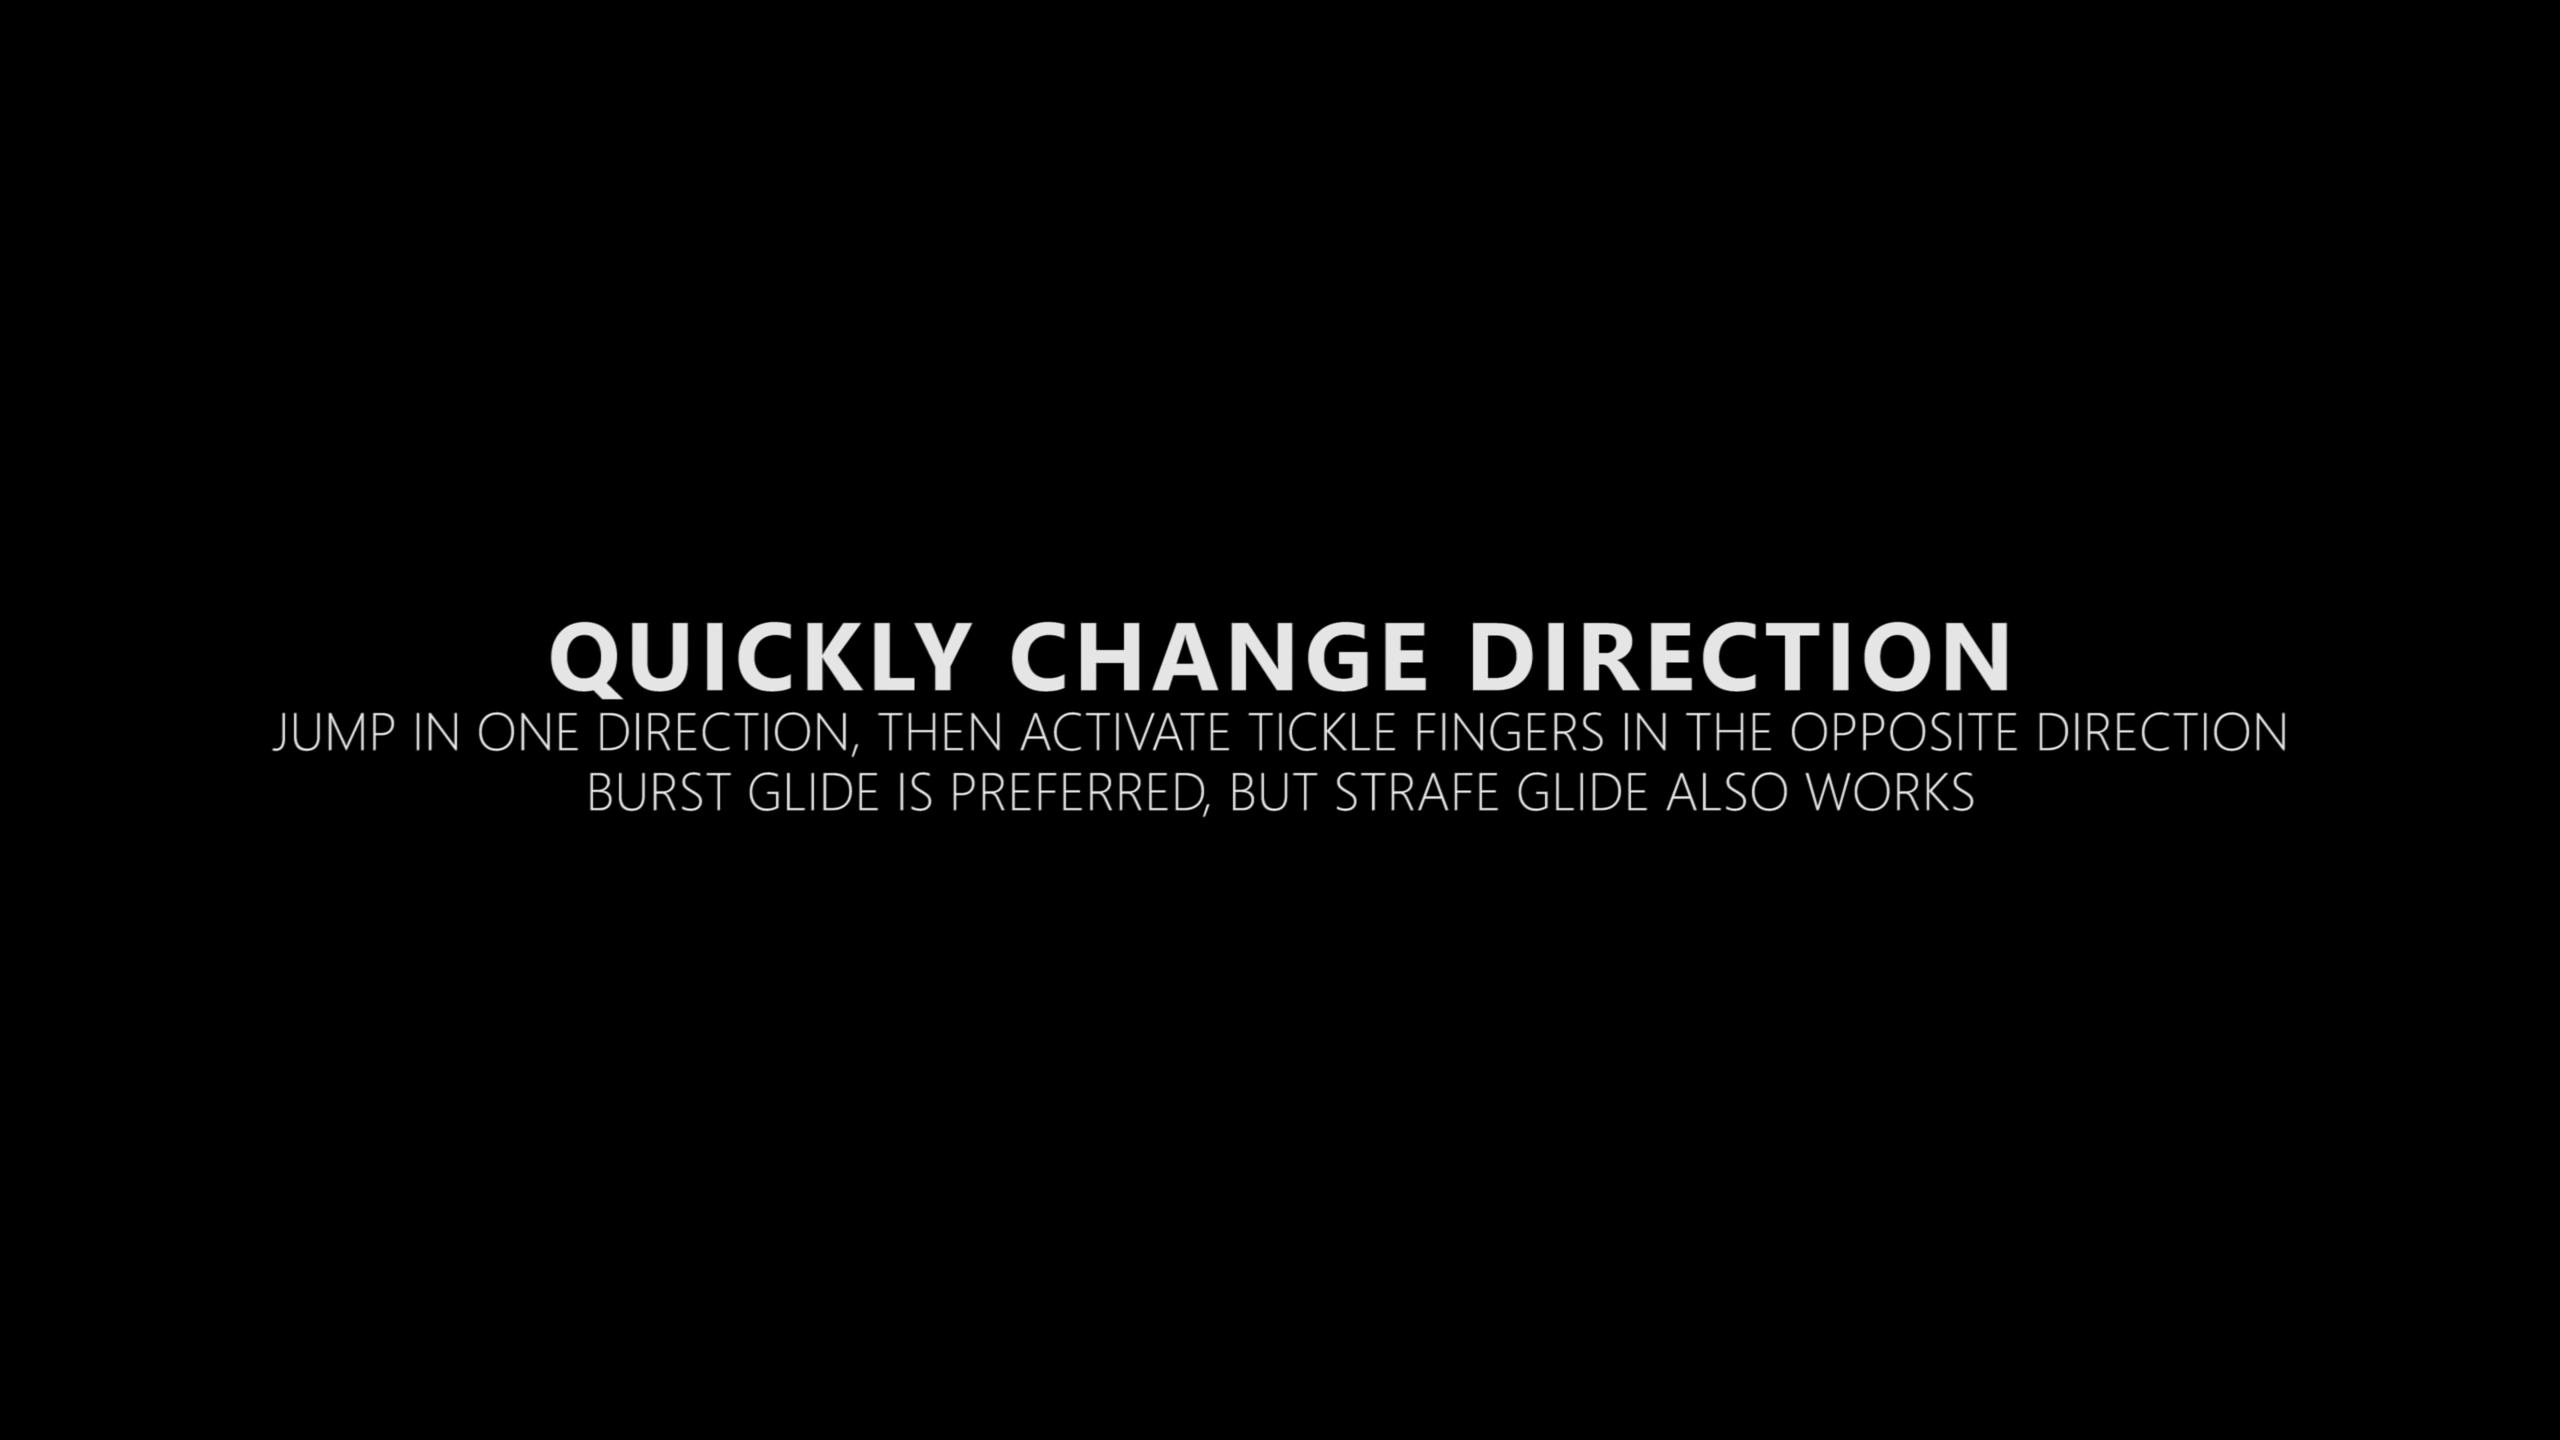 QUICKLY CHANGE DIRECTION
JUMP IN ONE DIRECTION, THEN ACTIVATE TICKLE FINGERS IN THE OPPOSITE DIRECTION
BURST GLIDE IS PREFERRED, BUT STRAFE GLIDE ALSO WORKS